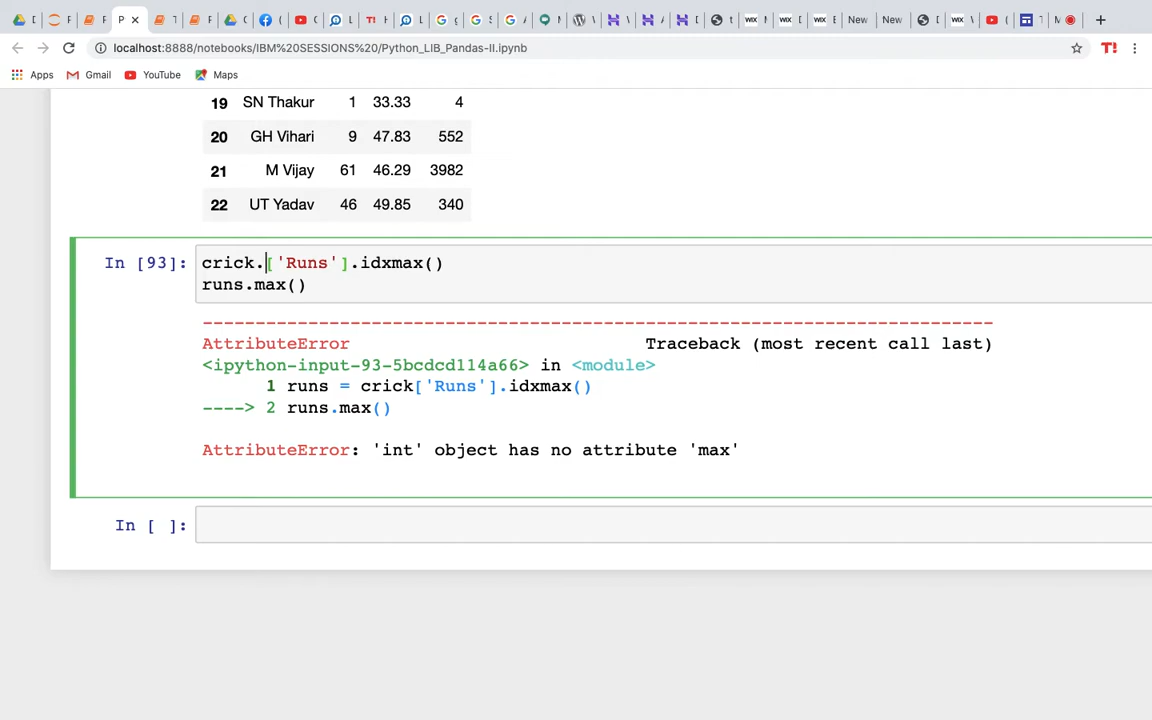 localhost:8888/notebooks/IBM%20SESSIONS%20/Python_LIB_Pandas-II.ipynb
Apps Gmail YouTube Maps
19 SN Thakur 1 33.33 4
20 GH Vihari 9 47.83 552
21 M Vijay 61 46.29 3982
22 UT Yadav 46 49.85 340
In [93]: crick.['Runs'].idxmax()
runs.max()
---------------------------------------------------------------------------
AttributeError Traceback (most recent call last)
<ipython-input-93-5bcdcd114a66> in <module>
1 runs = crick['Runs'].idxmax()
----> 2 runs.max()
AttributeError: 'int' object has no attribute 'max'
In [ ]: